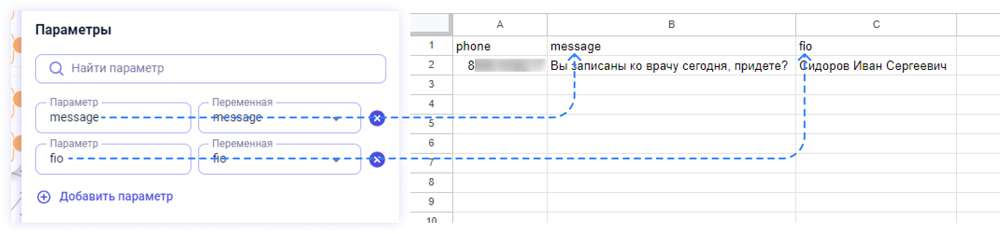 Параметры
Найти параметр
Параметр Переменная
message message
Параметр Переменная
fio fio
Добавить параметр
A B C
1 phone message fio
2 8 Вы записаны ко врачу сегодня, придете? Сидоров Иван Сергеевич
3
4
5
6
7
8
9
10